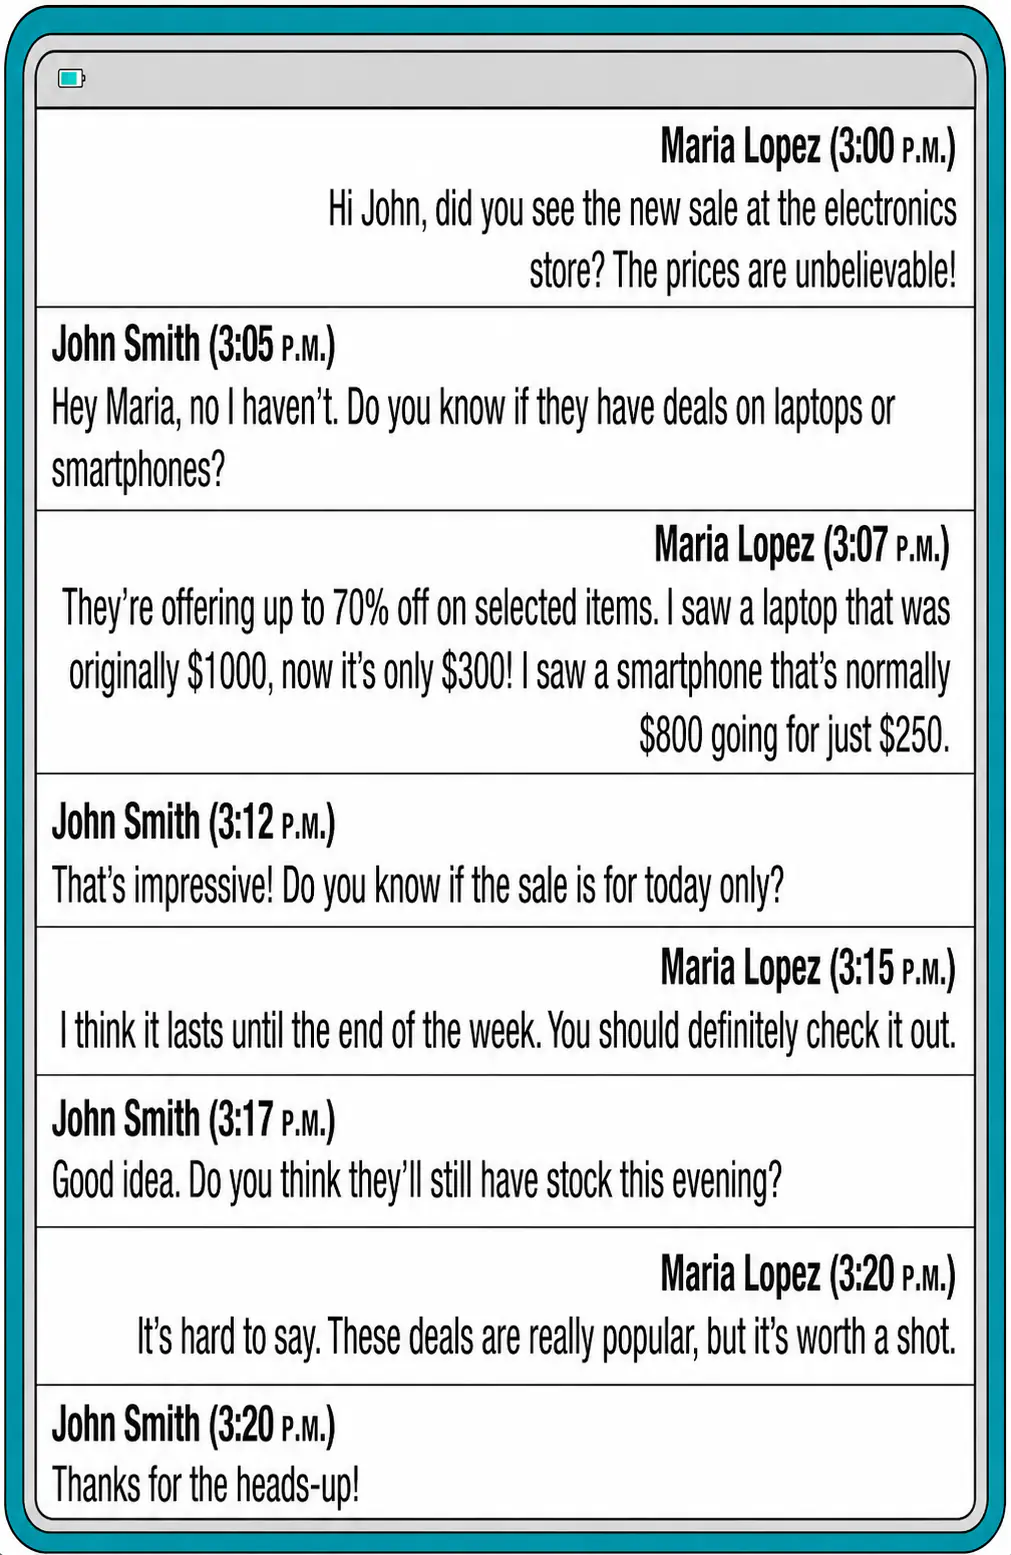 Maria Lopez (3:00 P.M.)
Hi John, did you see the new sale at the electronics
store? The prices are unbelievable!
John Smith (3:05 P.M.)
Hey Maria, no I haven’t. Do you know if they have deals on laptops or
smartphones?
Maria Lopez (3:07 P.M.)
They’re offering up to 70% off on selected items. I saw a laptop that was
originally $1000, now it’s only $300! I saw a smartphone that’s normally
$800 going for just $250.
John Smith (3:12 P.M.)
That’s impressive! Do you know if the sale is for today only?
Maria Lopez (3:15 P.M.)
I think it lasts until the end of the week. You should definitely check it out.
John Smith (3:17 P.M.)
Good idea. Do you think they’ll still have stock this evening?
Maria Lopez (3:20 P.M.)
It’s hard to say. These deals are really popular, but it’s worth a shot.
John Smith (3:20 P.M.)
Thanks for the heads-up!